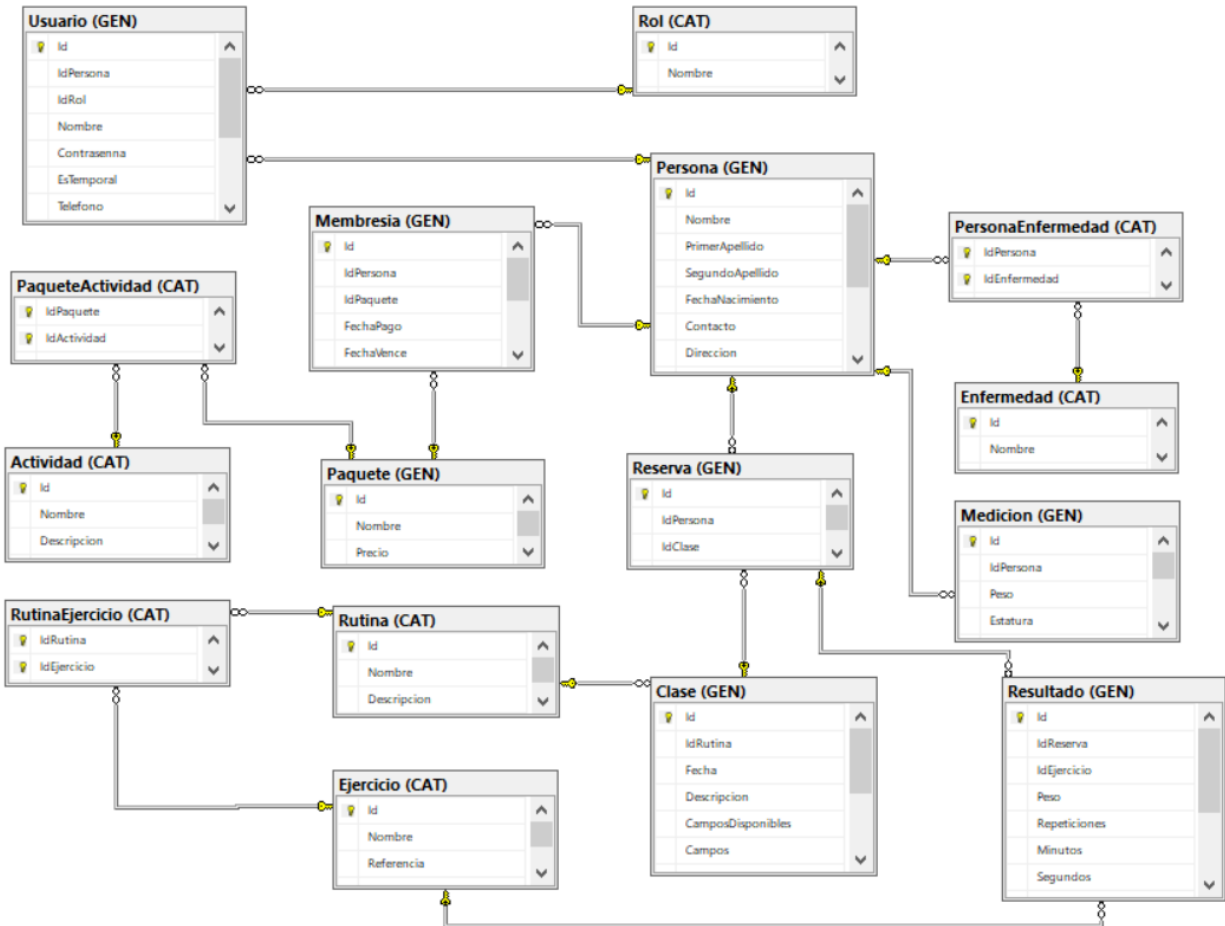 Usuario (GEN)
Id
IdPersona
IdRol
Nombre
Contrasenna
EsTemporal
Telefono
Rol (CAT)
Id
Nombre
Persona (GEN)
Id
Nombre
PrimerApellido
SegundoApellido
FechaNacimiento
Contacto
Direccion
Membresia (GEN)
Id
IdPersona
IdPaquete
FechaPago
FechaVence
PersonaEnfermedad (CAT)
IdPersona
IdEnfermedad
PaqueteActividad (CAT)
IdPaquete
IdActividad
Enfermedad (CAT)
Id
Nombre
Actividad (CAT)
Id
Nombre
Descripcion
Paquete (GEN)
Id
Nombre
Precio
Reserva (GEN)
Id
IdPersona
IdClase
Medicion (GEN)
Id
IdPersona
Peso
Estatura
RutinaEjercicio (CAT)
IdRutina
IdEjercicio
Rutina (CAT)
Id
Nombre
Descripcion
Clase (GEN)
Id
IdRutina
Fecha
Descripcion
CamposDisponibles
Campos
Resultado (GEN)
Id
IdReserva
IdEjercicio
Peso
Repeticiones
Minutos
Segundos
Ejercicio (CAT)
Id
Nombre
Referencia